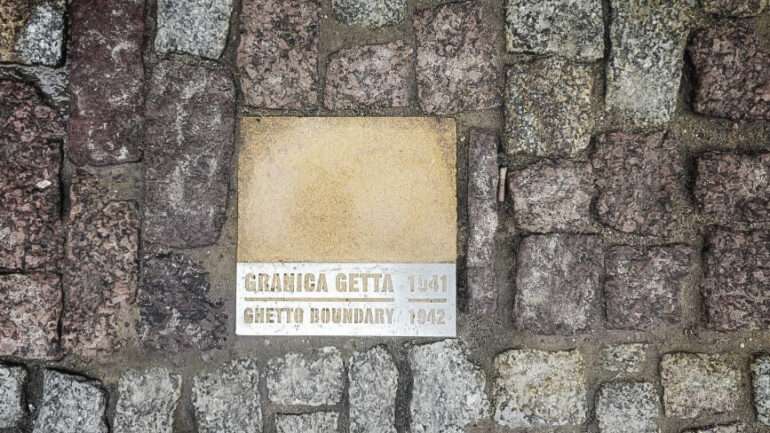 GRANICA GETTA 1941
GHETTO BOUNDARY 1942